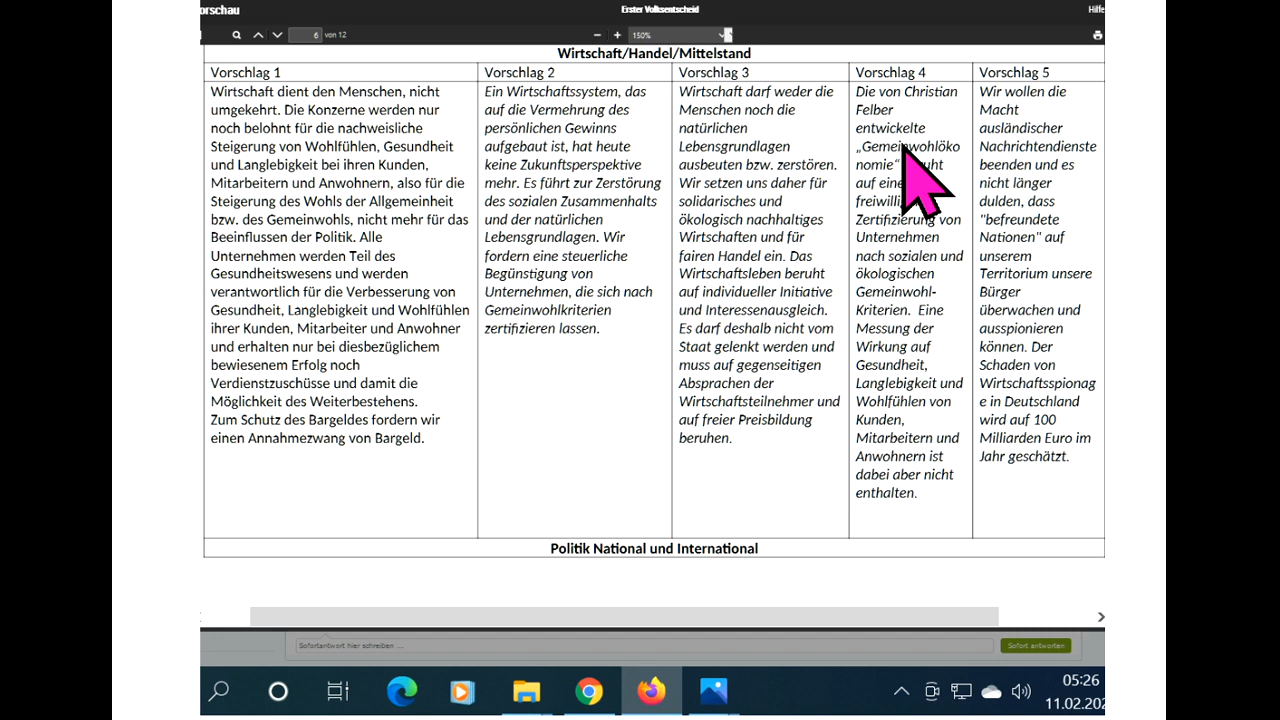 orschau
Erster Volksentscheid
Hilfe
6 von 12
150%
Wirtschaft/Handel/Mittelstand
Vorschlag 1
Wirtschaft dient den Menschen, nicht
umgekehrt. Die Konzerne werden nur
noch belohnt für die nachweisliche
Steigerung von Wohlfühlen, Gesundheit
und Langlebigkeit bei ihren Kunden,
Mitarbeitern und Anwohnern, also für die
Steigerung des Wohls der Allgemeinheit
bzw. des Gemeinwohls, nicht mehr für das
Beeinflussen der Politik. Alle
Unternehmen werden Teil des
Gesundheitswesens und werden
verantwortlich für die Verbesserung von
Gesundheit, Langlebigkeit und Wohlfühlen
ihrer Kunden, Mitarbeiter und Anwohner
und erhalten nur bei diesbezüglichem
bewiesenem Erfolg noch
Verdienstzuschüsse und damit die
Möglichkeit des Weiterbestehens.
Zum Schutz des Bargeldes fordern wir
einen Annahmezwang von Bargeld.
Vorschlag 2
Ein Wirtschaftssystem, das
auf die Vermehrung des
persönlichen Gewinns
aufgebaut ist, hat heute
keine Zukunftsperspektive
mehr. Es führt zur Zerstörung
des sozialen Zusammenhalts
und der natürlichen
Lebensgrundlagen. Wir
fordern eine steuerliche
Begünstigung von
Unternehmen, die sich nach
Gemeinwohlkriterien
zertifizieren lassen.
Vorschlag 3
Wirtschaft darf weder die
Menschen noch die
natürlichen
Lebensgrundlagen
ausbeuten bzw. zerstören.
Wir setzen uns daher für
solidarisches und
ökologisch nachhaltiges
Wirtschaften und für
fairen Handel ein. Das
Wirtschaftsleben beruht
auf individueller Initiative
und Interessenausgleich.
Es darf deshalb nicht vom
Staat gelenkt werden und
muss auf gegenseitigen
Absprachen der
Wirtschaftsteilnehmer und
auf freier Preisbildung
beruhen.
Vorschlag 4
Die von Christian
Felber
entwickelte
„Gemeinwohlöko
nomie“
auf
Zertifizierung von
Unternehmen
nach sozialen und
ökologischen
Gemeinwohl-
Kriterien. Eine
Messung der
Wirkung auf
Gesundheit,
Langlebigkeit und
Wohlfühlen von
Kunden,
Mitarbeitern und
Anwohnern ist
dabei aber nicht
enthalten.
Vorschlag 5
Wir wollen die
Macht
ausländischer
Nachrichtendienste
beenden und es
nicht länger
dulden, dass
"befreundete
Nationen" auf
unserem
Territorium unsere
Bürger
überwachen und
ausspionieren
können. Der
Schaden von
Wirtschaftsspionag
e in Deutschland
wird auf 100
Milliarden Euro im
Jahr geschätzt.
Politik National und International
Sofortantwort hier schreiben ...
Sofort antworten
05:26
11.02.202